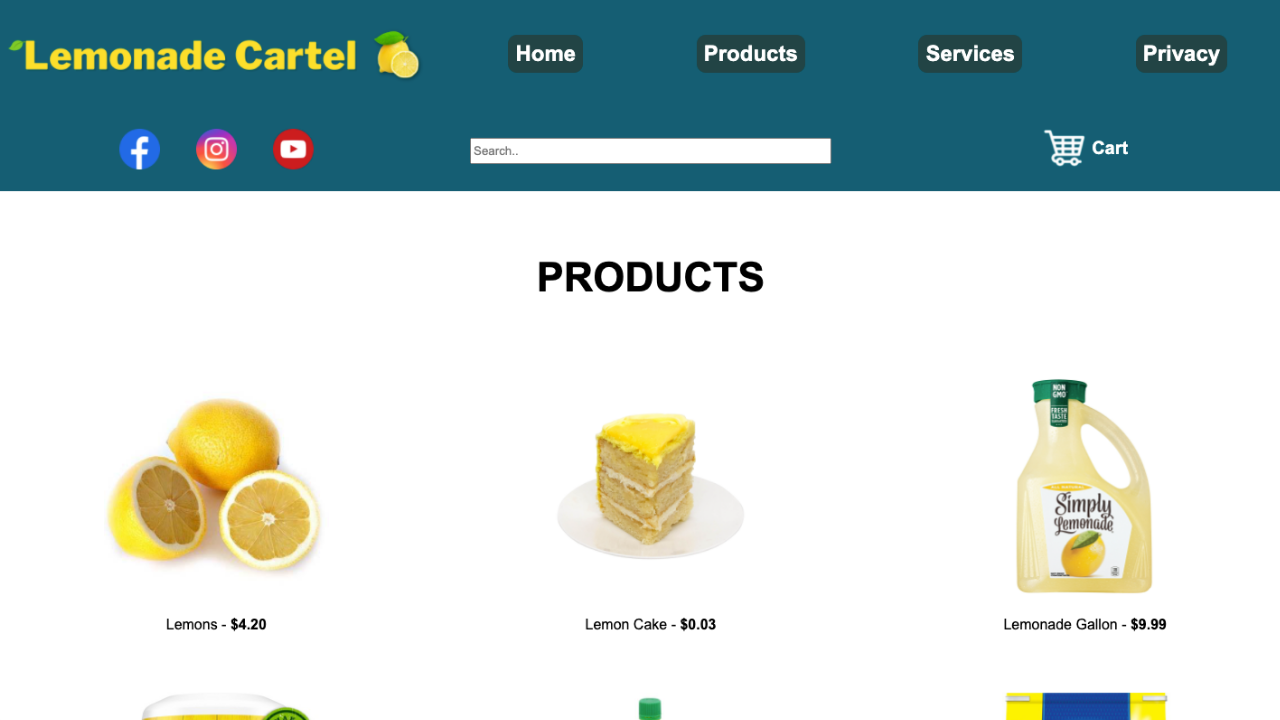 Lemonade Cartel
Home
Products
Services
Privacy
Search..
Cart
PRODUCTS
NON
GMO
FRESH
TASTE
Simply
Lemonade
Lemons - $4.20
Lemon Cake - $0.03
Lemonade Gallon - $9.99